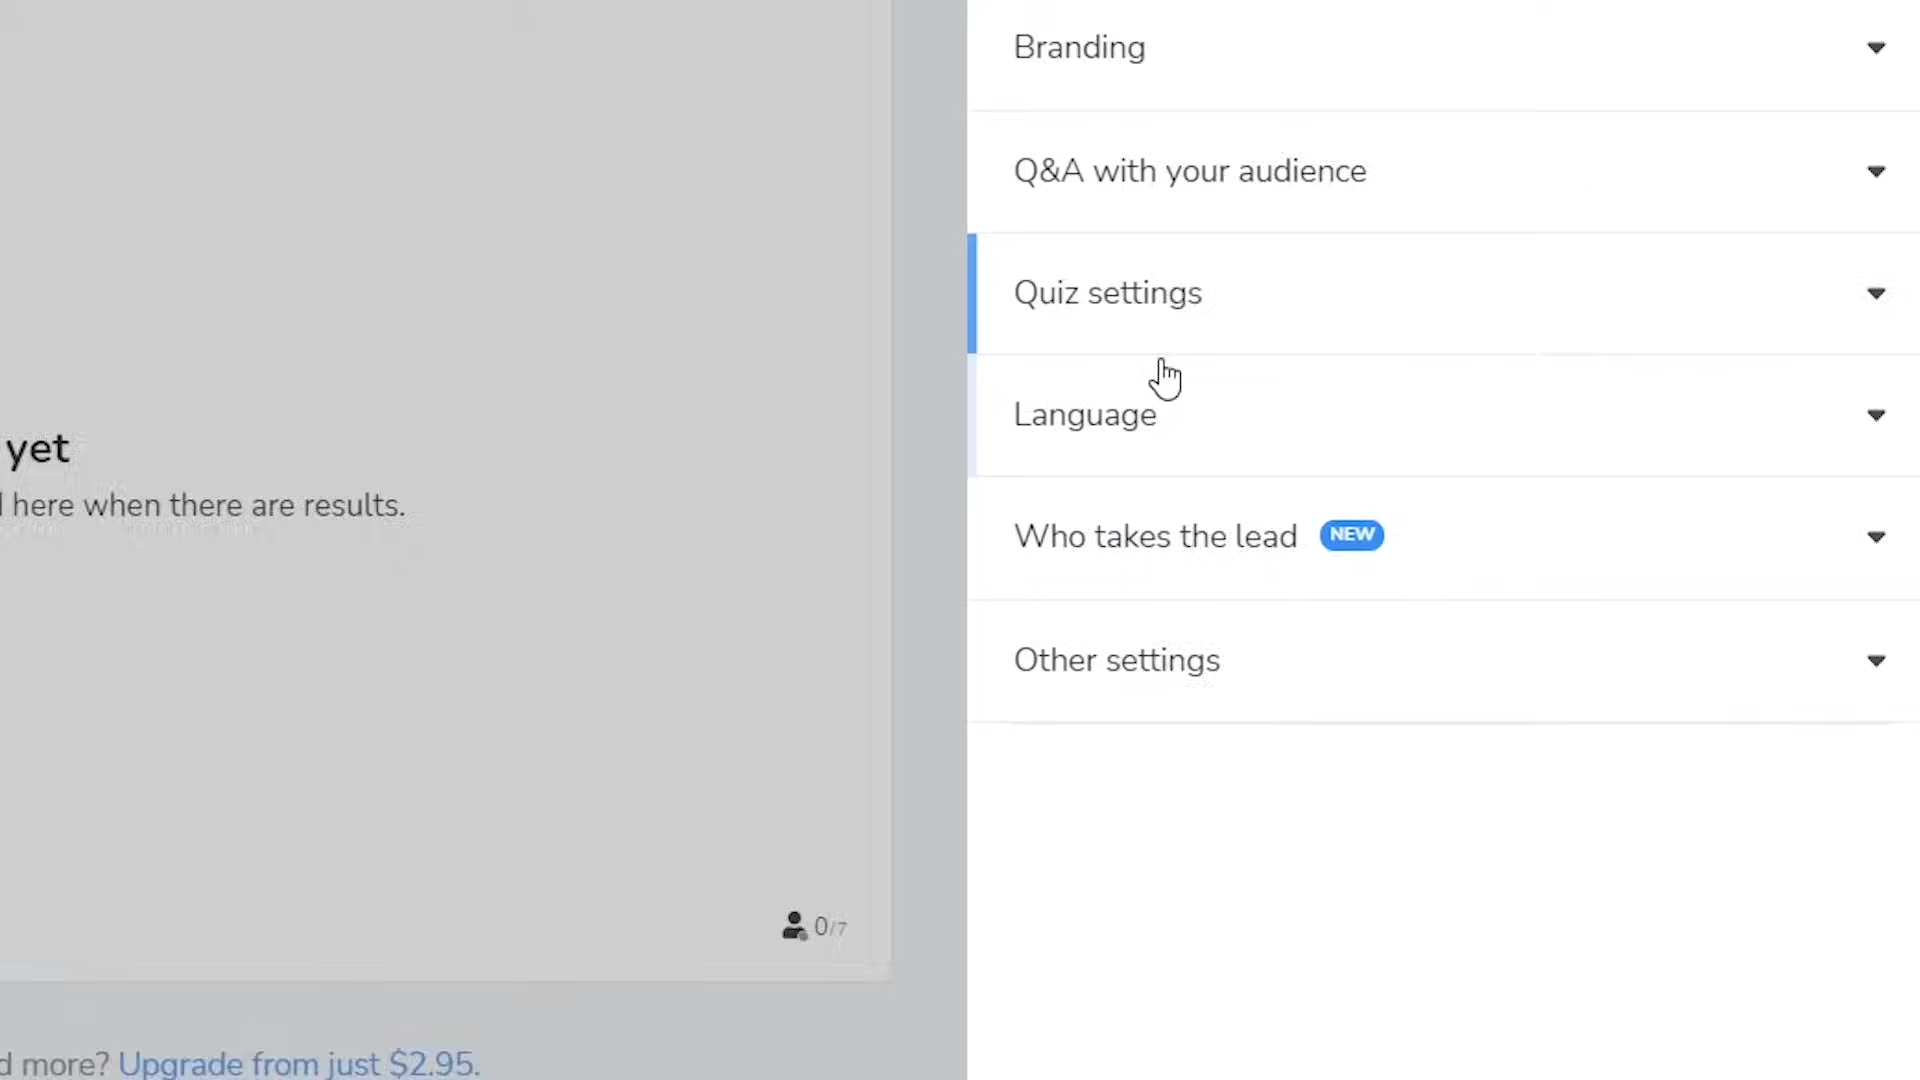 Branding
Q&A with your audience
Quiz settings
Language
Who takes the lead NEW
Other settings
yet
here when there are results.
0/7
more? Upgrade from just $2.95.